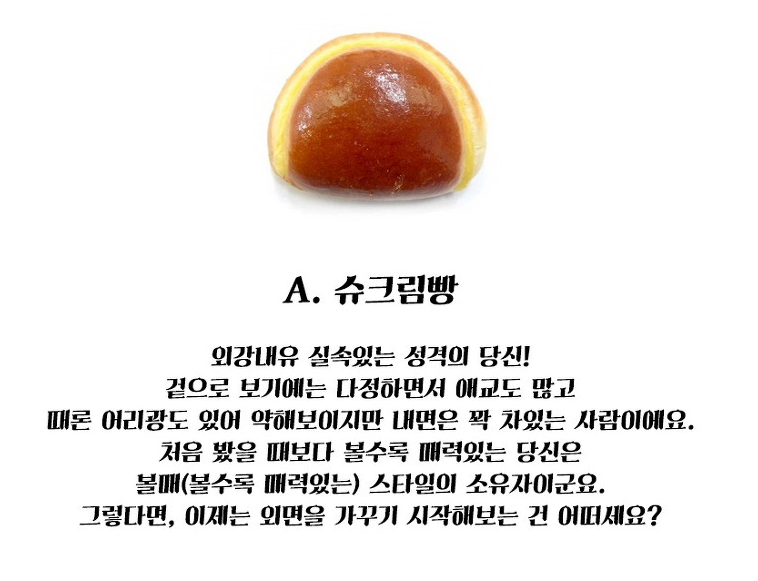 A. 슈크림빵
외강내유 실속있는 성격의 당신!
겉으로 보기에는 다정하면서 애교도 많고
때론 어리광도 있어 약해보이지만 내면은 꽉 차있는 사람이에요.
처음 봤을 때보다 볼수록 매력있는 당신은
볼매(볼수록 매력있는) 스타일의 소유자이군요.
그렇다면, 이제는 외면을 가꾸기 시작해보는 건 어떠세요?